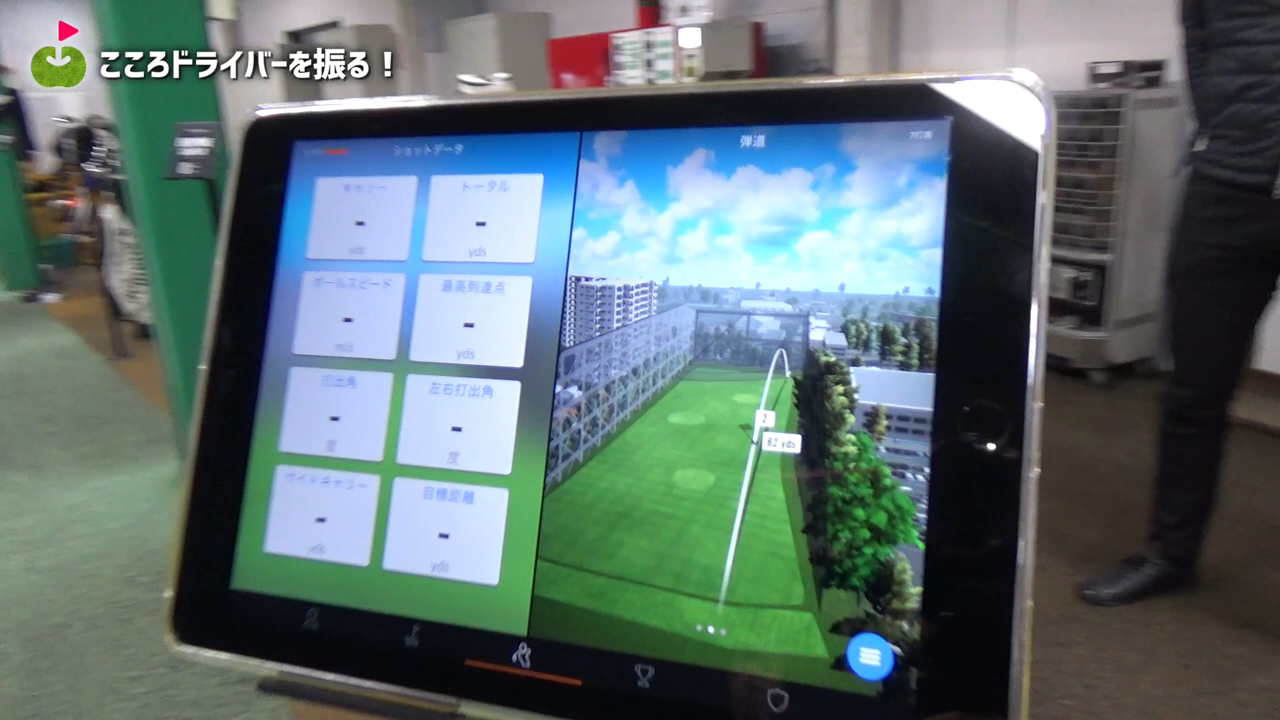 こころドライバーを振る！
ショットデータ
弾道
キャリー
-
yds
トータル
-
yds
ボールスピード
-
m/s
最高到達点
-
yds
打出角
-
度
左右打出角
-
度
サイドキャリー
-
yds
目標距離
-
yds
2
82 yds